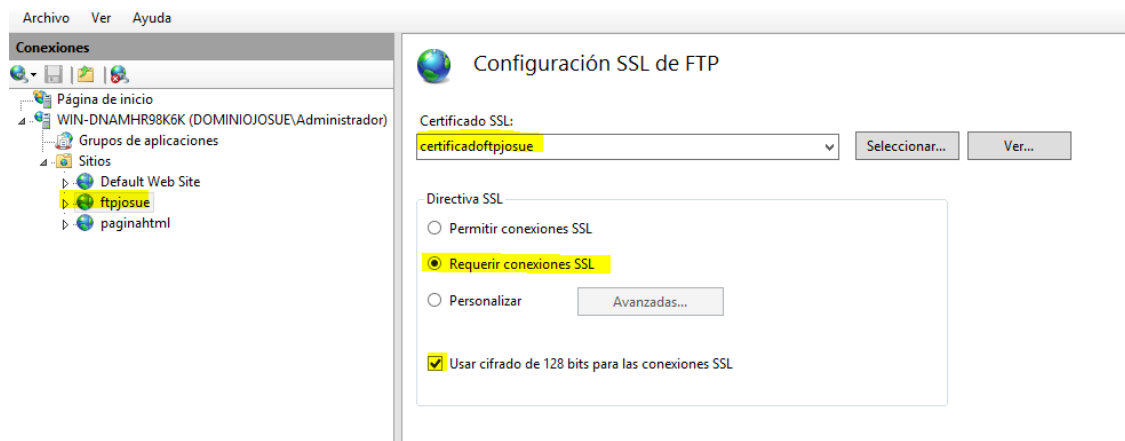 Archivo Ver Ayuda
Conexiones
Página de inicio
WIN-DNAMHR98K6K (DOMINIOJOSUE\Administrador)
Grupos de aplicaciones
Sitios
Default Web Site
ftpjosue
paginahtml
Configuración SSL de FTP
Certificado SSL:
certificadoftpjosue
Seleccionar... Ver...
Directiva SSL
Permitir conexiones SSL
Requerir conexiones SSL
Personalizar Avanzadas...
Usar cifrado de 128 bits para las conexiones SSL